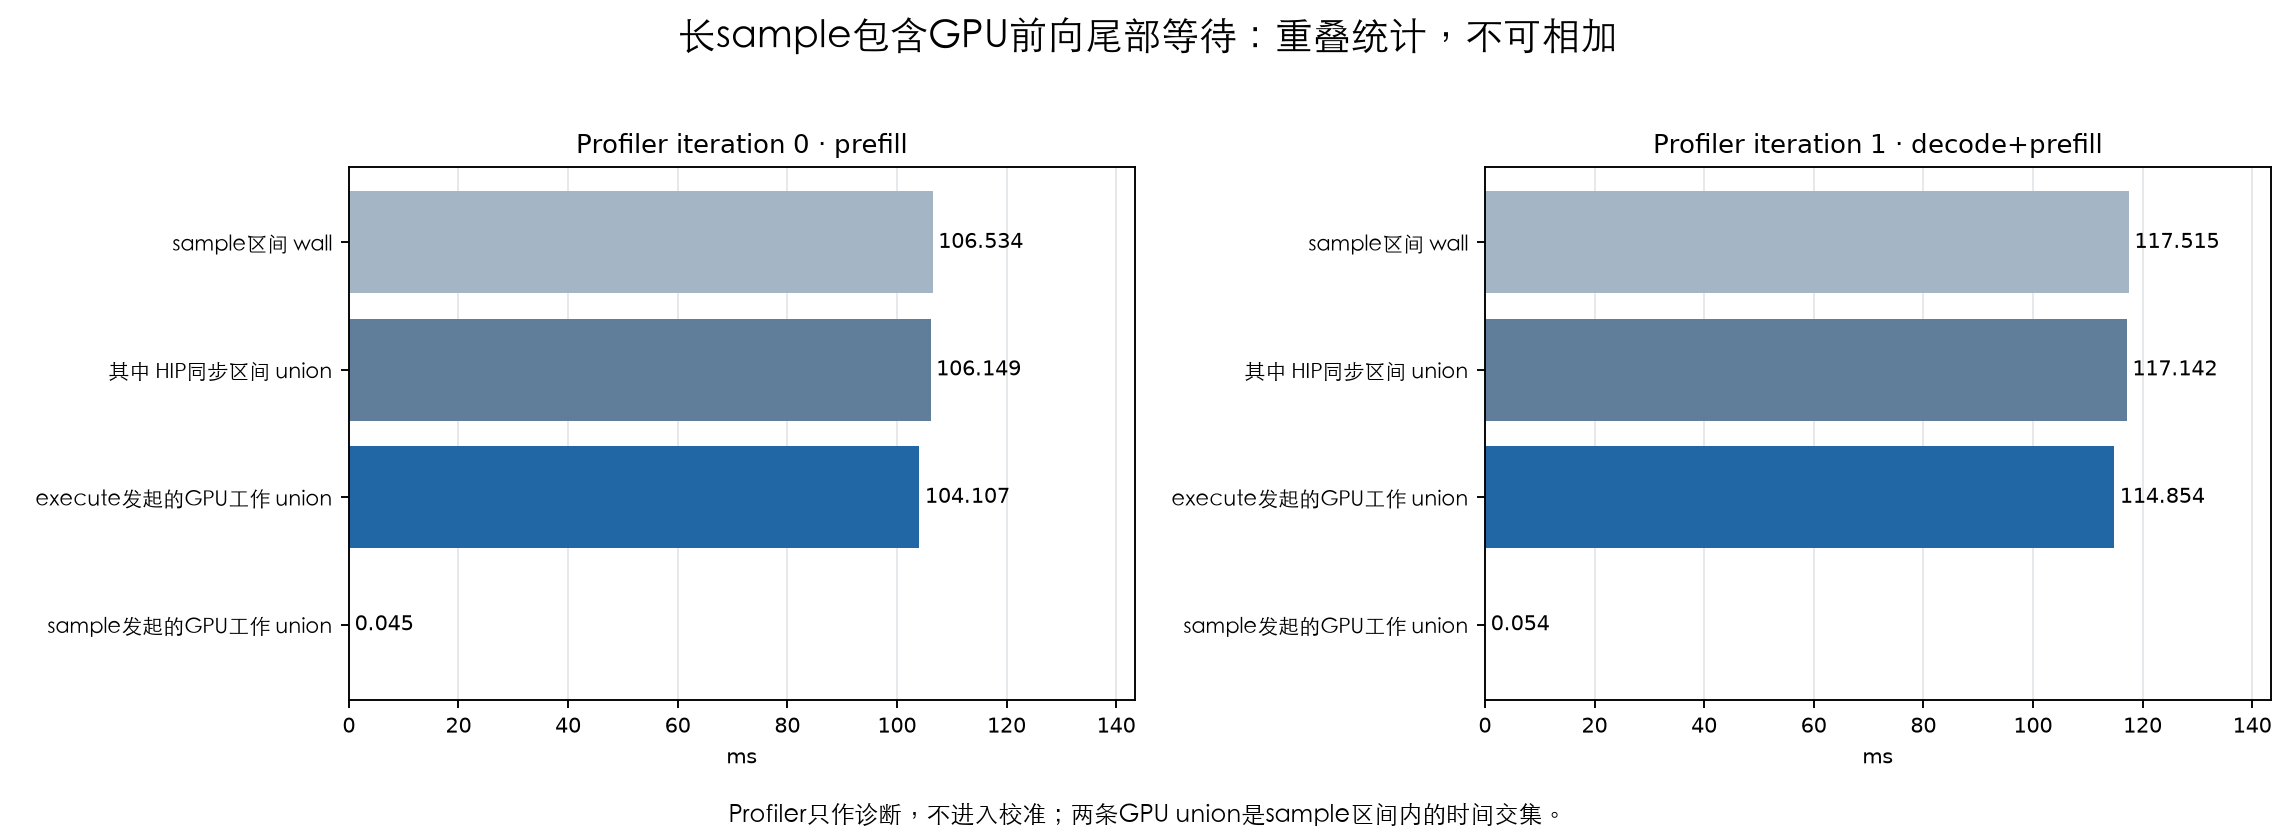 长sample包含GPU前向尾部等待：重叠统计，不可相加
Profiler iteration 0 · prefill
sample区间 wall
106.534
其中 HIP同步区间 union
106.149
execute发起的GPU工作 union
104.107
sample发起的GPU工作 union
0.045
0 20 40 60 80 100 120 140
ms
Profiler iteration 1 · decode+prefill
sample区间 wall
117.515
其中 HIP同步区间 union
117.142
execute发起的GPU工作 union
114.854
sample发起的GPU工作 union
0.054
0 20 40 60 80 100 120 140
ms
Profiler只作诊断，不进入校准；两条GPU union是sample区间内的时间交集。